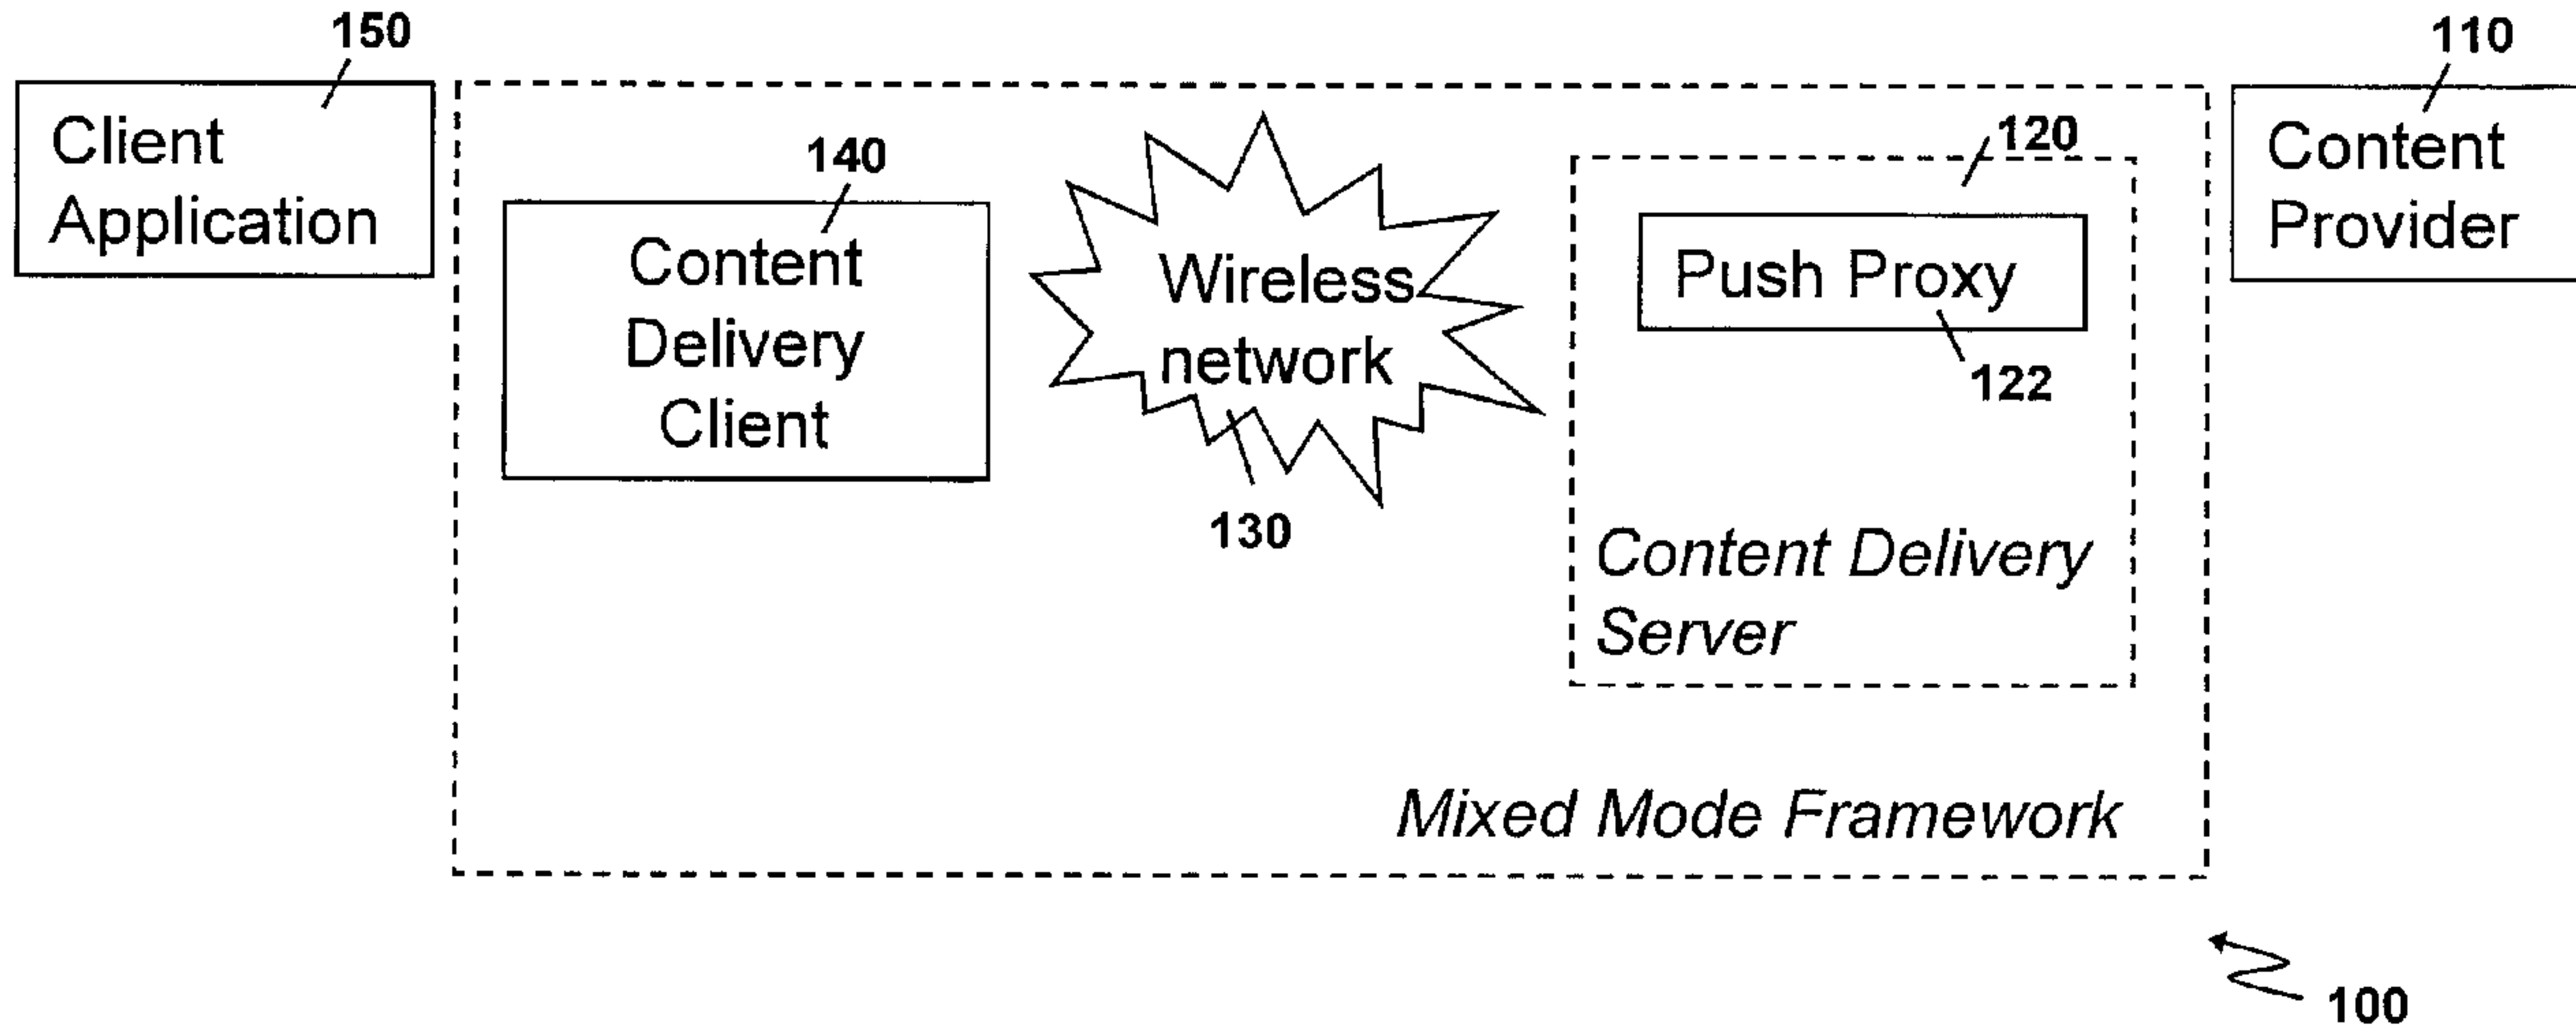 150
Client
Application
140
Content
Delivery
Client
Wireless
network
130
120
Push Proxy
122
Content Delivery
Server
Mixed Mode Framework
110
Content
Provider
100